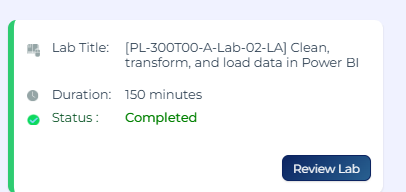 Lab Title: [PL-300T00-A-Lab-02-LA] Clean,
transform, and load data in Power BI
Duration: 150 minutes
Status : Completed
Review Lab